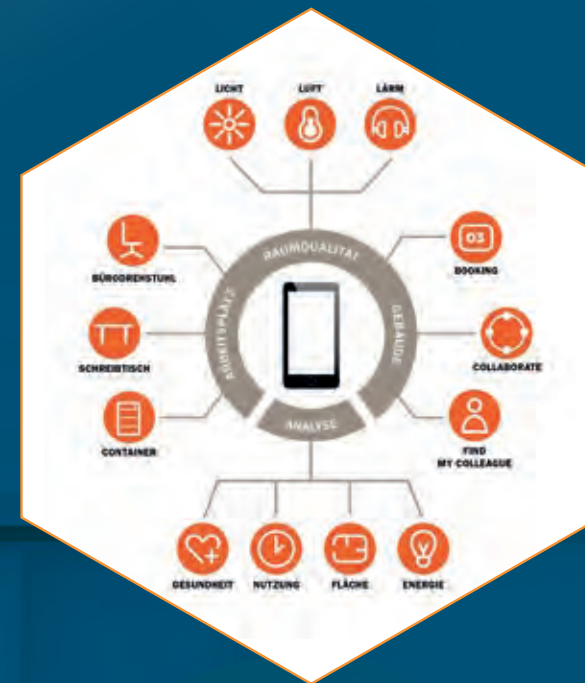 LICHT
LUFT
LÄRM
RAUMQUALITÄT
ARBEITSPLATZ
GEBÄUDE
ANALYSE
BÜRODREHSTUHL
SCHREIBTISCH
CONTAINER
03
BOOKING
COLLABORATE
FIND
MY COLLEAGUE
GESUNDHEIT
NUTZUNG
FLÄCHE
ENERGIE